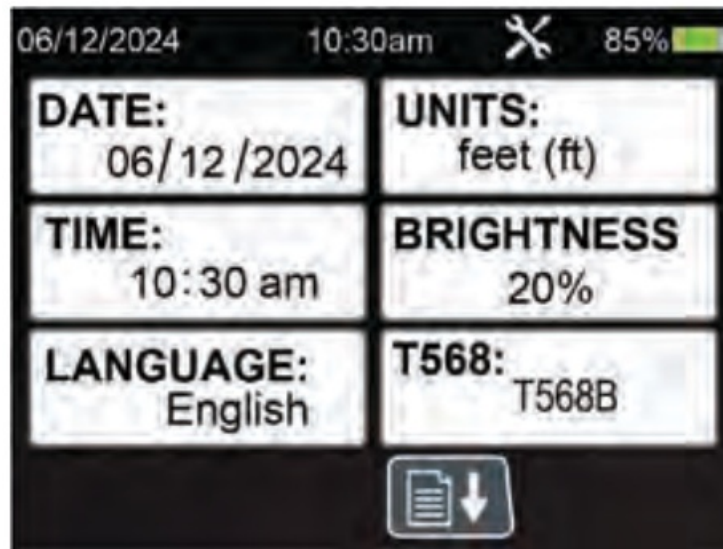 06/12/2024 10:30am 85%
DATE:
06/12/2024
UNITS:
feet (ft)
TIME:
10:30 am
BRIGHTNESS
20%
LANGUAGE:
English
T568:
T568B